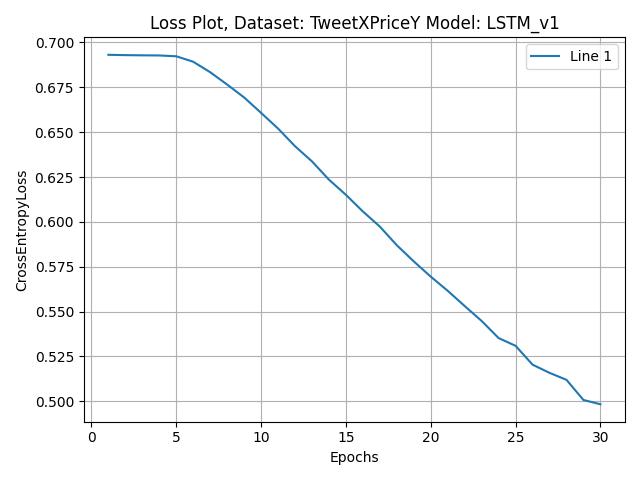 Loss Plot, Dataset: TweetXPriceY Model: LSTM_v1
Line 1
0.700
0.675
0.650
0.625
0.600
0.575
0.550
0.525
0.500
CrossEntropyLoss
0 5 10 15 20 25 30
Epochs